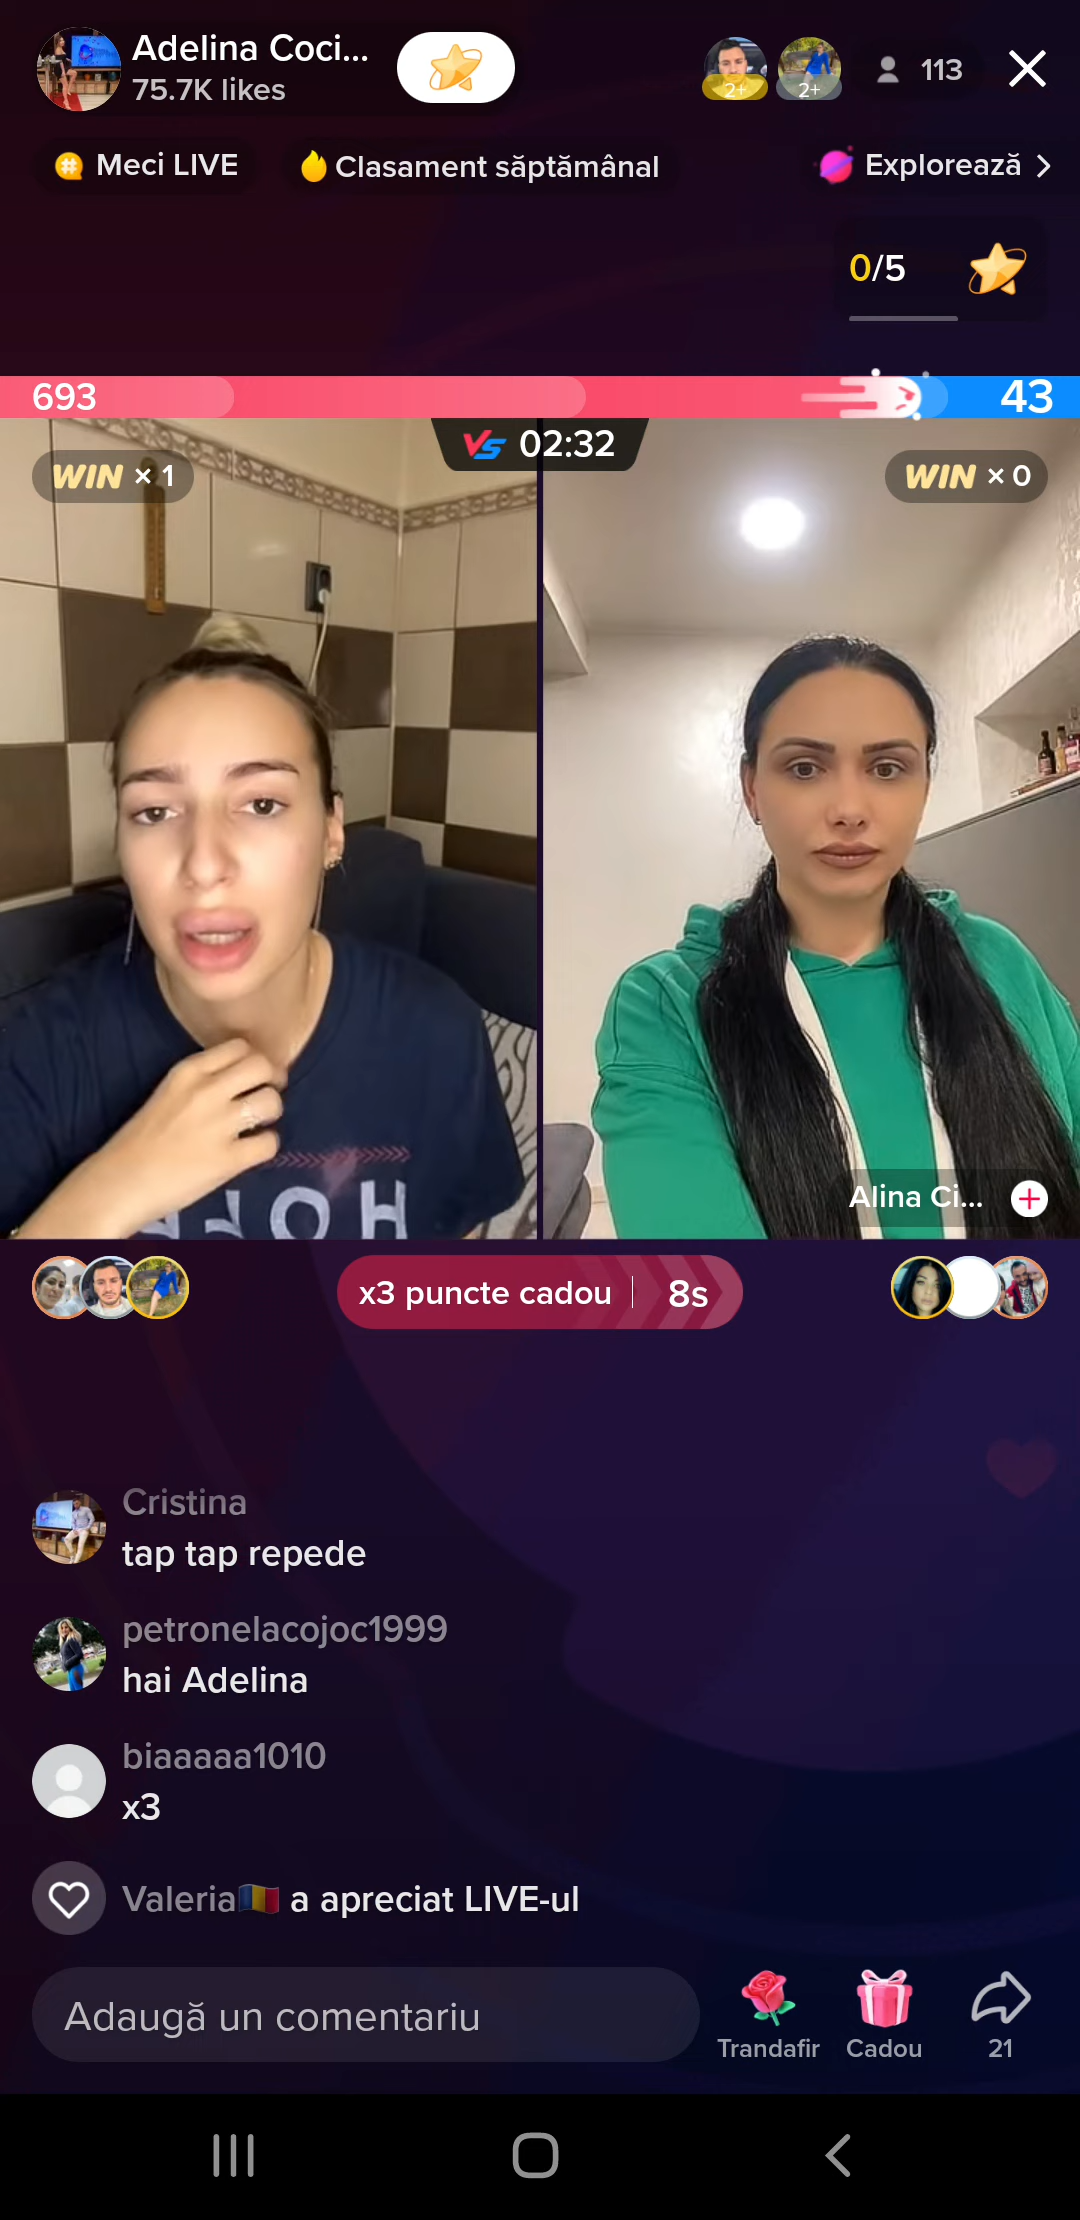 Adelina Coci...
75.7K likes
2+
2+
113
Meci LIVE
Clasament săptămânal
Explorează
0/5
693
43
VS 02:32
WIN × 1
WIN × 0
Alina Ci...
x3 puncte cadou
8s
Cristina
tap tap repede
petronelacojoc1999
hai Adelina
biaaaaa1010
x3
Valeria a apreciat LIVE-ul
Adaugă un comentariu
Trandafir
Cadou
21